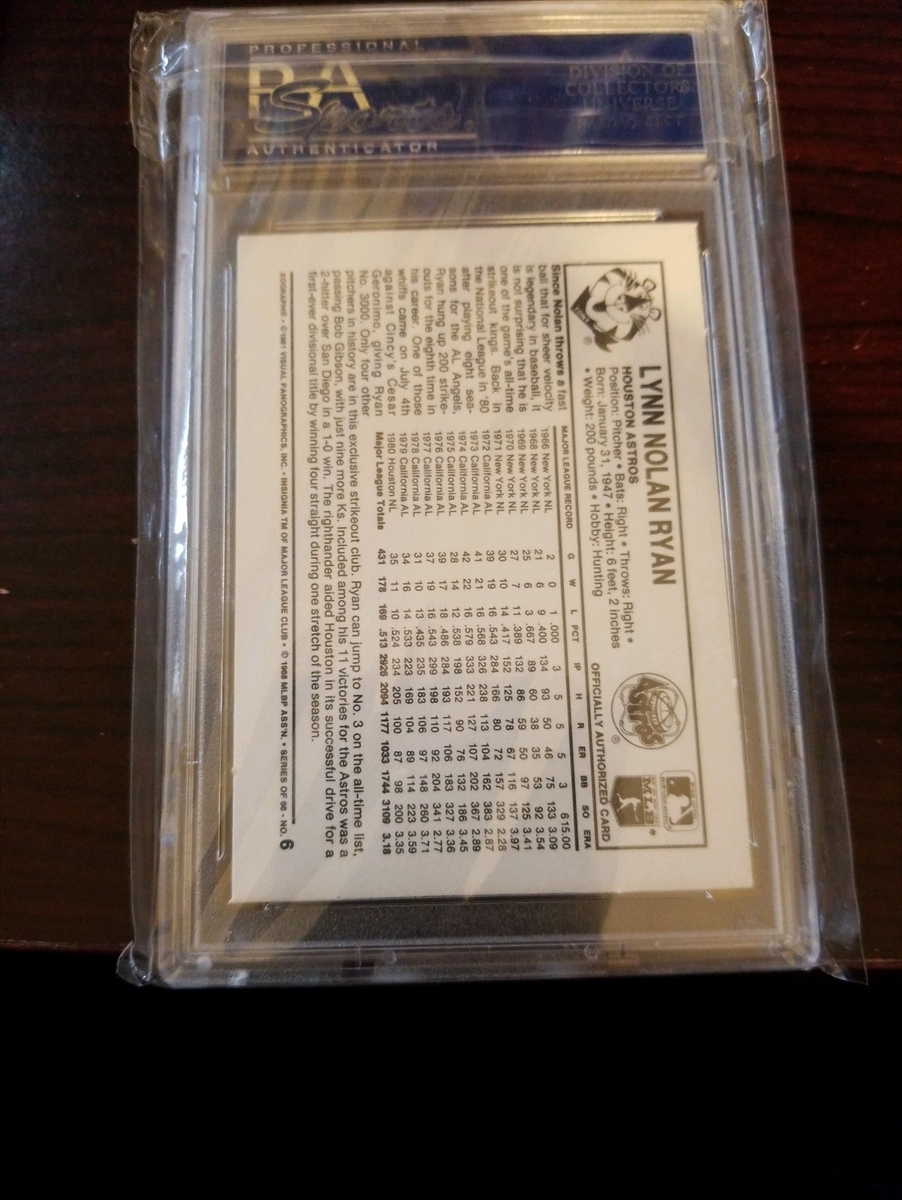 PROFESSIONAL
PSA
Sports
AUTHENTICATOR
DIVISION OF
COLLECTORS
UNIVERSE
LYNN NOLAN RYAN
HOUSTON ASTROS
Position: Pitcher • Bats: Right • Throws: Right •
Born: January 31, 1947 • Height: 6 feet, 2 inches
• Weight: 200 pounds • Hobby: Hunting
ASTROS
MLB
OFFICIALLY AUTHORIZED CARD
Since Nolan throws a fast
ball that for sheer velocity
is legendary in baseball, it
is not surprising that he is
one of the game's all-time
strikeout kings. Back in
the National League in '80
after playing eight sea-
sons for the AL Angels,
Ryan hung up 200 strike-
outs for the eighth time in
his career. One of those
whiffs came on July 4th
against Cincy's Cesar
Geronimo, giving Ryan
No. 3000. Only four other
pitchers in history are in this exclusive strikeout club. Ryan can jump to No. 3 on the all-time list,
passing Bob Gibson, with just nine more Ks. Included among his 11 victories for the Astros was a
2-hitter over San Diego in a 1-0 win. The righthander aided Houston in its successful drive for a
first-ever divisional title by winning four straight during one stretch of the season.
MAJOR LEAGUE RECORD G W L PCT IP H R ER BB SO ERA
1966 New York NL 2 0 1 .000 3 5 5 5 3 6 15.00
1968 New York NL 21 6 9 .400 134 93 50 46 75 133 3.09
1969 New York NL 25 6 3 .667 89 60 38 35 53 92 3.54
1970 New York NL 27 7 11 .389 132 86 59 50 97 125 3.41
1971 New York NL 30 10 14 .417 152 125 78 67 116 137 3.97
1972 California AL 39 19 16 .543 284 166 80 72 157 329 2.28
1973 California AL 41 21 16 .568 326 238 113 104 162 383 2.87
1974 California AL 42 22 16 .579 333 221 127 107 202 367 2.89
1975 California AL 28 14 12 .538 198 152 90 76 132 186 3.45
1976 California AL 39 17 18 .486 284 193 117 106 183 327 3.36
1977 California AL 37 19 16 .543 299 198 110 92 204 341 2.77
1978 California AL 31 10 13 .435 235 183 106 97 148 260 3.71
1979 California AL 34 16 14 .533 223 169 104 89 114 223 3.59
1980 Houston NL 35 11 10 .524 234 205 100 87 98 200 3.35
Major League Totals 431 178 169 .513 2926 2094 1177 1033 1744 3109 3.18
XOGRAPH® • © 1981 VISUAL PANOGRAPHICS, INC. • INSIGNIA TM OF MAJOR LEAGUE CLUB • © 1968 MLBP ASS'N. • SERIES OF 66 - NO. 6